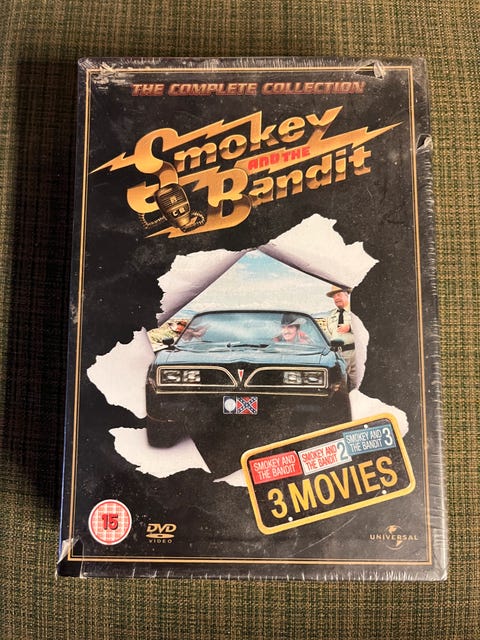 THE COMPLETE COLLECTION
Smokey
AND THE
Bandit
CB
SMOKEY AND
THE BANDIT
SMOKEY AND
THE BANDIT 2
SMOKEY AND
THE BANDIT 3
3 MOVIES
15
DVD
VIDEO
UNIVERSAL